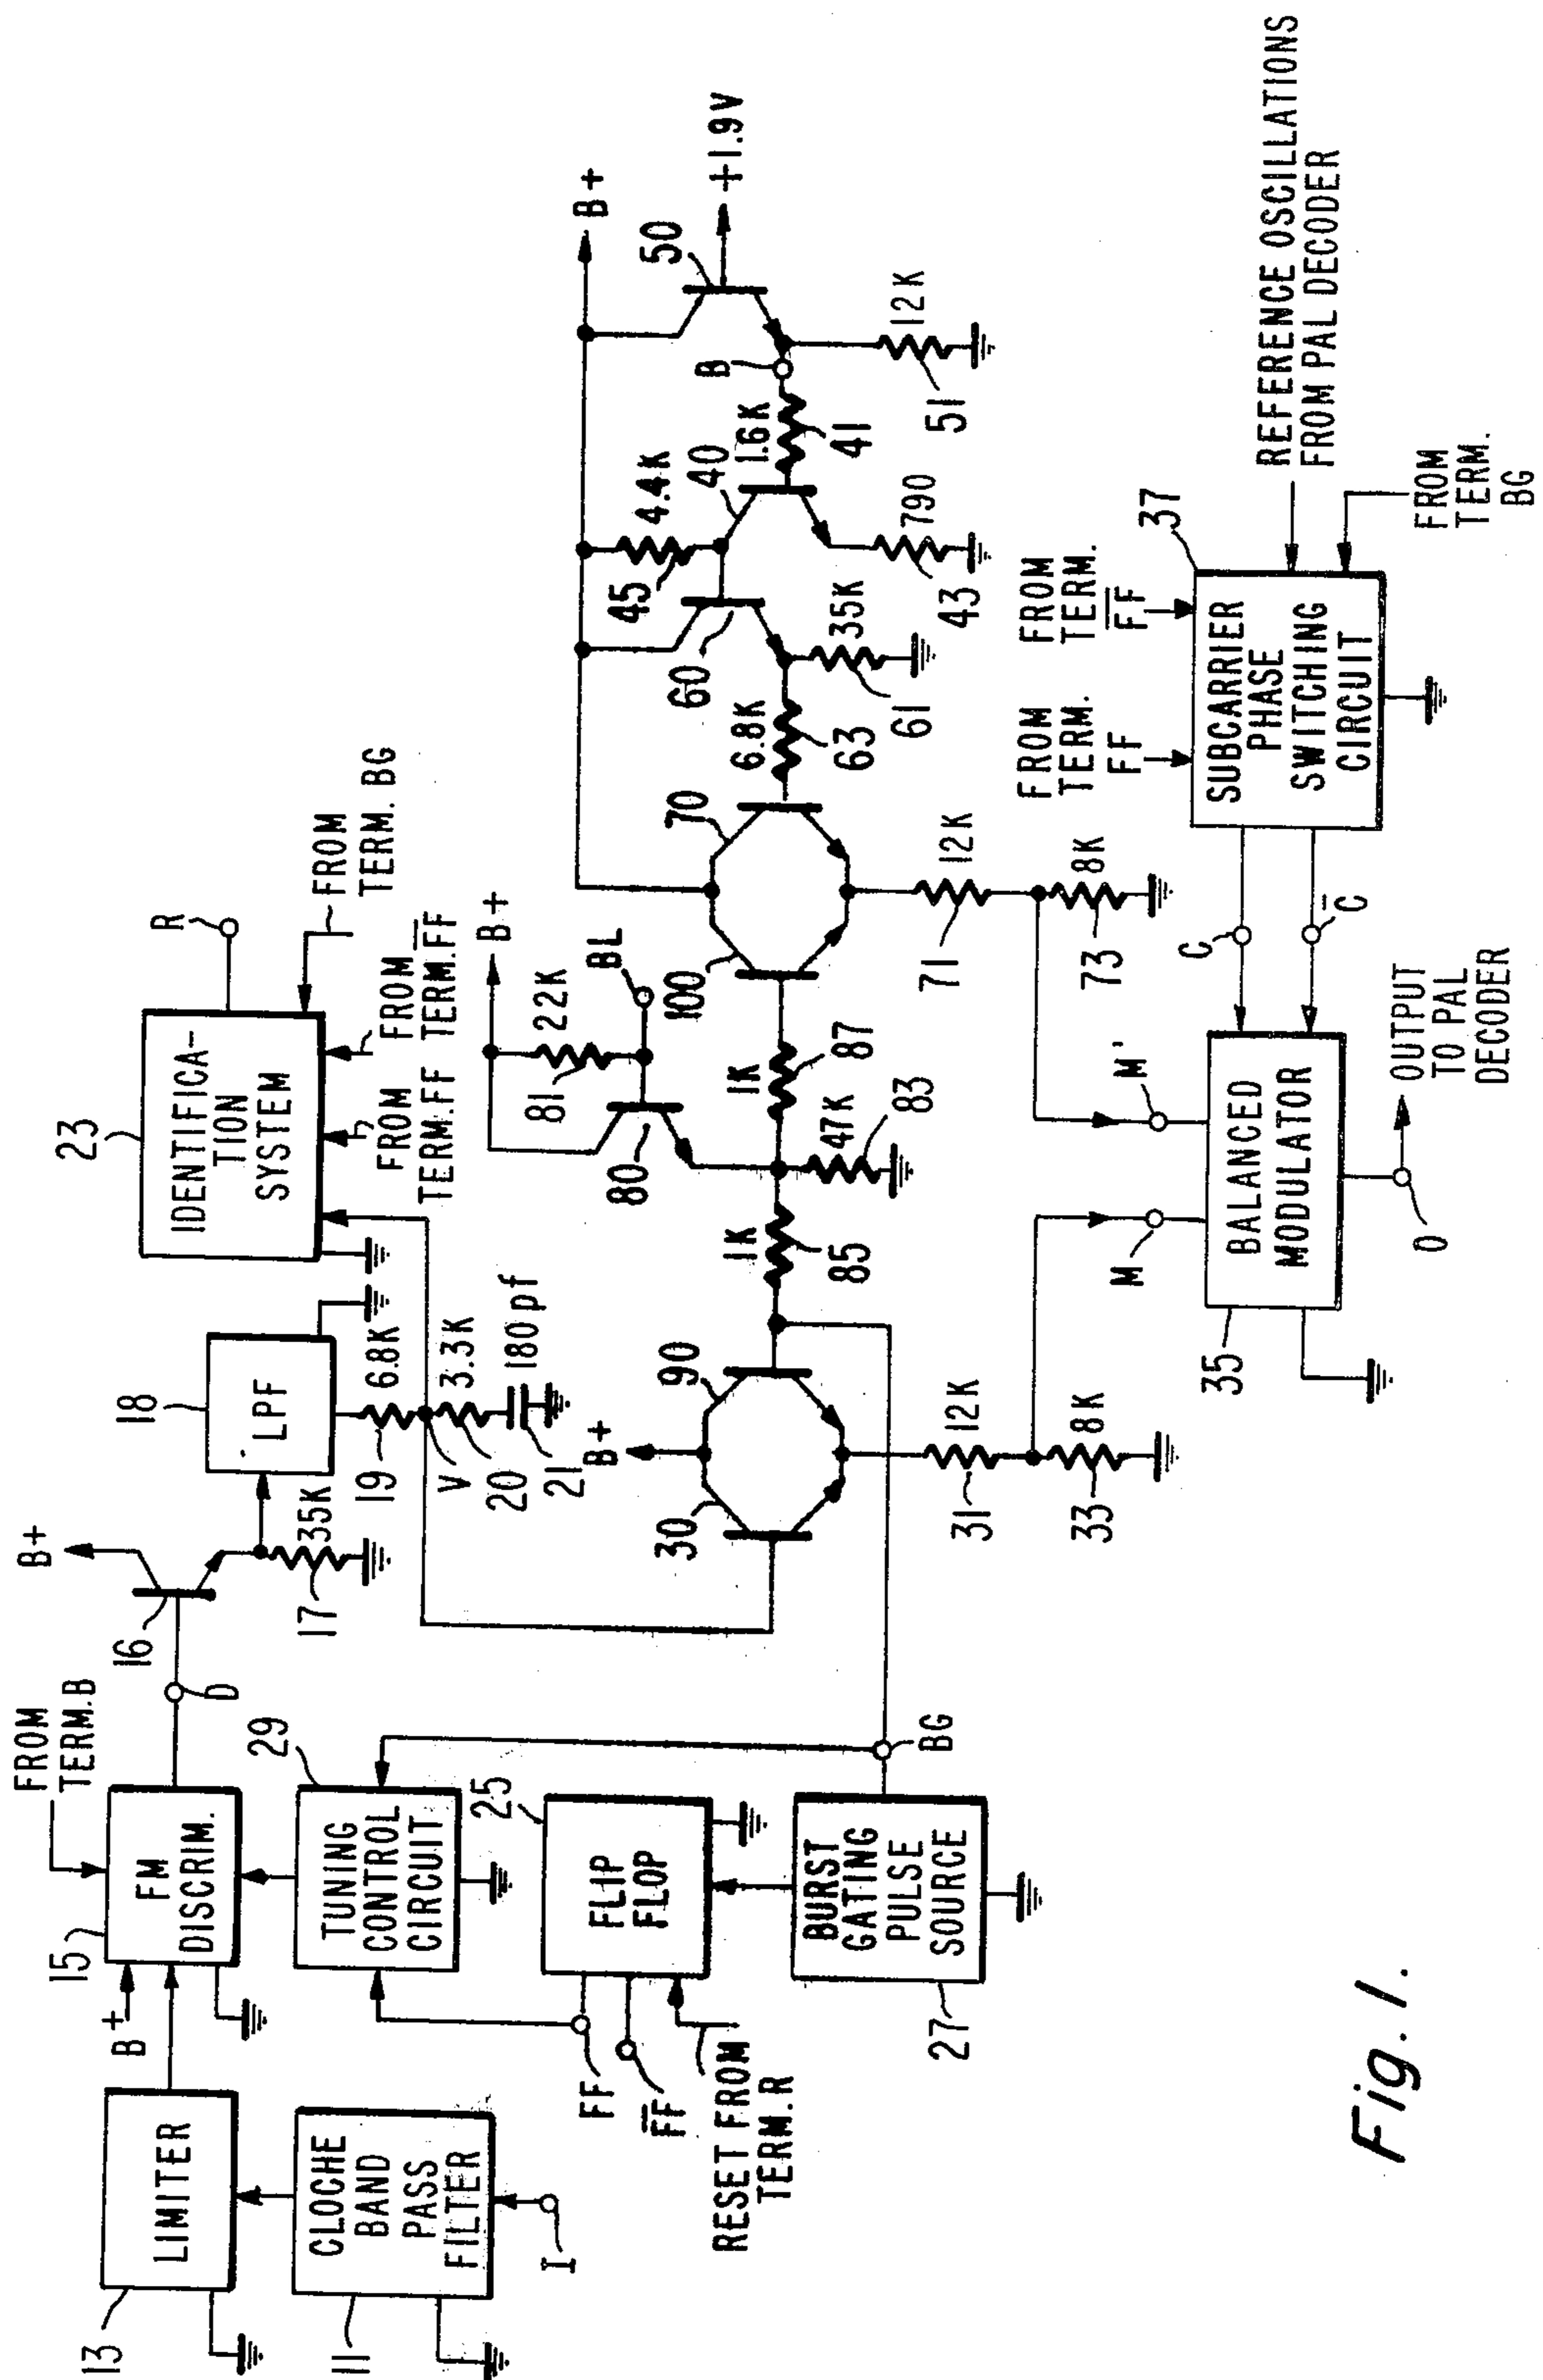 13
LIMITER
11
CLOCHE
BAND
PASS
FILTER
I
FROM
TERM.B
15
B+
FM
DISCRIM.
D
29
TUNING
CONTROL
CIRCUIT
25
FLIP
FLOP
FF
F̅F̅
RESET FROM
TERM.R
27
BURST
GATING
PULSE
SOURCE
BG
B+
16
17
35K
18
LPF
19
6.8K
V
20
3.3K
21
180 pf
23
IDENTIFICA-
TION
SYSTEM
R
FROM
TERM. BG
FROM
TERM.FF
FROM
TERM.F̅F̅
B+
30
90
31
12K
33
8K
1K
85
B+
81
22K
BL
80
47K
83
1K
87
100
70
71
12K
73
8K
6.8K
63
60
61
35K
45
4.4K
40
43
790
1.6K
41
B
50
51
12K
B+
+1.9V
M
M'
35
BALANCED
MODULATOR
O
OUTPUT
TO PAL
DECODER
C
C̅
FROM
TERM.
FF
FROM
TERM.
F̅F̅
37
SUBCARRIER
PHASE
SWITCHING
CIRCUIT
REFERENCE OSCILLATIONS
FROM PAL DECODER
FROM
TERM.
BG
Fig. 1.